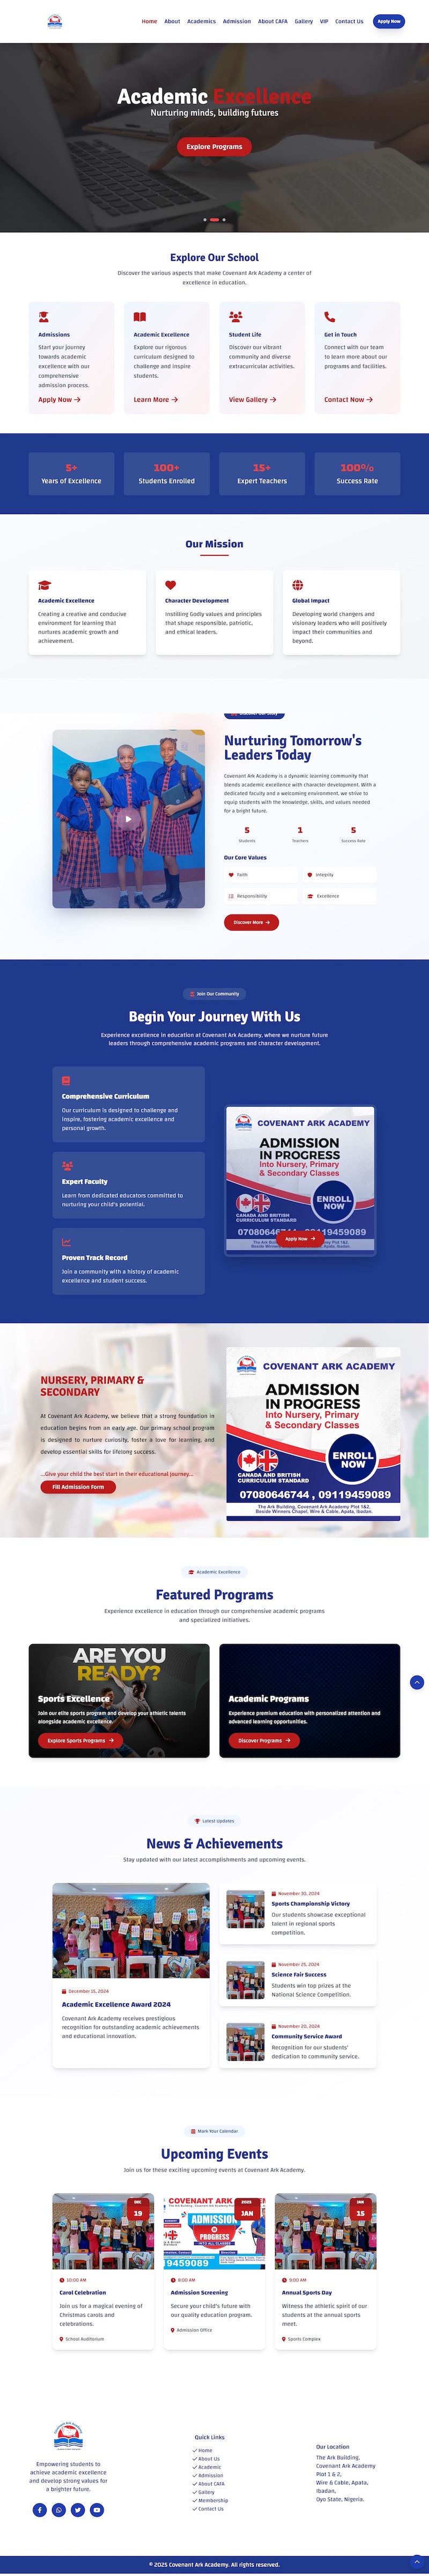 Home About Academics Admission About CAFA Gallery VIP Contact Us Apply Now
Academic Excellence
Nurturing minds, building futures
Explore Programs
Explore Our School
Discover the various aspects that make Covenant Ark Academy a center of
excellence in education.
Admissions
Start your journey
towards academic
excellence with our
comprehensive
admission process.
Apply Now
Academic Excellence
Explore our rigorous
curriculum designed to
challenge and inspire
students.
Learn More
Student Life
Discover our vibrant
community and diverse
extracurricular activities.
View Gallery
Get in Touch
Connect with our team
to learn more about our
programs and facilities.
Contact Now
5+
Years of Excellence
100+
Students Enrolled
15+
Expert Teachers
100%
Success Rate
Our Mission
Academic Excellence
Creating a creative and conducive
environment for learning that
nurtures academic growth and
achievement.
Character Development
Instilling Godly values and principles
that shape responsible, patriotic,
and ethical leaders.
Global Impact
Developing world changers and
visionary leaders who will positively
impact their communities and
beyond.
Nurturing Tomorrow's
Leaders Today
Covenant Ark Academy is a dynamic learning community that
blends academic excellence with character development. With a
dedicated faculty and a welcoming environment, we strive to
equip students with the knowledge, skills, and values needed
for a bright future.
5
Students
1
Teachers
5
Success Rate
Our Core Values
Faith
Integrity
Responsibility
Excellence
Discover More
Join Our Community
Begin Your Journey With Us
Experience excellence in education at Covenant Ark Academy, where we nurture future
leaders through comprehensive academic programs and character development.
Comprehensive Curriculum
Our curriculum is designed to challenge and
inspire students, fostering academic excellence and
personal growth.
Expert Faculty
Learn from dedicated educators committed to
nurturing your child's potential.
Proven Track Record
Join a community with a history of academic
excellence and student success.
COVENANT ARK ACADEMY
ADMISSION
IN PROGRESS
Into Nursery, Primary
& Secondary Classes
ENROLL
NOW
CANADA AND BRITISH
CURRICULUM STANDARD
Apply Now
NURSERY, PRIMARY &
SECONDARY
At Covenant Ark Academy, we believe that a strong foundation in
education begins from an early age. Our primary school program
is designed to nurture curiosity, foster a love for learning, and
develop essential skills for lifelong success.
...Give your child the best start in their educational journey...
Fill Admission Form
COVENANT ARK ACADEMY
ADMISSION
IN PROGRESS
Into Nursery, Primary
& Secondary Classes
ENROLL
NOW
CANADA AND BRITISH
CURRICULUM STANDARD
07080646744 , 09119459089
The Ark Building, Covenant Ark Academy Plot 1&2,
Beside Winners Chapel, Wire & Cable, Apata, Ibadan.
Academic Excellence
Featured Programs
Experience excellence in education through our comprehensive academic programs
and specialized initiatives.
ARE YOU
READY?
Sports Excellence
Join our elite sports program and develop your athletic talents
alongside academic excellence.
Explore Sports Programs
Academic Programs
Experience premium education with personalized attention and
advanced learning opportunities.
Discover Programs
Latest Updates
News & Achievements
Stay updated with our latest accomplishments and upcoming events.
December 15, 2024
Academic Excellence Award 2024
Covenant Ark Academy receives prestigious
recognition for outstanding academic achievements
and educational innovation.
November 30, 2024
Sports Championship Victory
Our students showcase exceptional
talent in regional sports
competition.
November 25, 2024
Science Fair Success
Students win top prizes at the
National Science Competition.
November 20, 2024
Community Service Award
Recognition for our students'
dedication to community service.
Mark Your Calendar
Upcoming Events
Join us for these exciting upcoming events at Covenant Ark Academy.
DEC
19
10:00 AM
Carol Celebration
Join us for a magical evening of
Christmas carols and
celebrations.
School Auditorium
2025
JAN
ADMISSION
IN
PROGRESS
INTO ALL CLASSES
9459089
8:00 AM
Admission Screening
Secure your child's future with
our quality education program.
Admission Office
JAN
15
9:00 AM
Annual Sports Day
Witness the athletic spirit of our
students at the annual sports
meet.
Sports Complex
Empowering students to
achieve academic excellence
and develop strong values for
a brighter future.
Quick Links
Home
About Us
Academic
Admission
About CAFA
Gallery
Membership
Contact Us
Our Location
The Ark Building,
Covenant Ark Academy
Plot 1 & 2,
Wire & Cable, Apata,
Ibadan,
Oyo State, Nigeria.
© 2025 Covenant Ark Academy. All rights reserved.